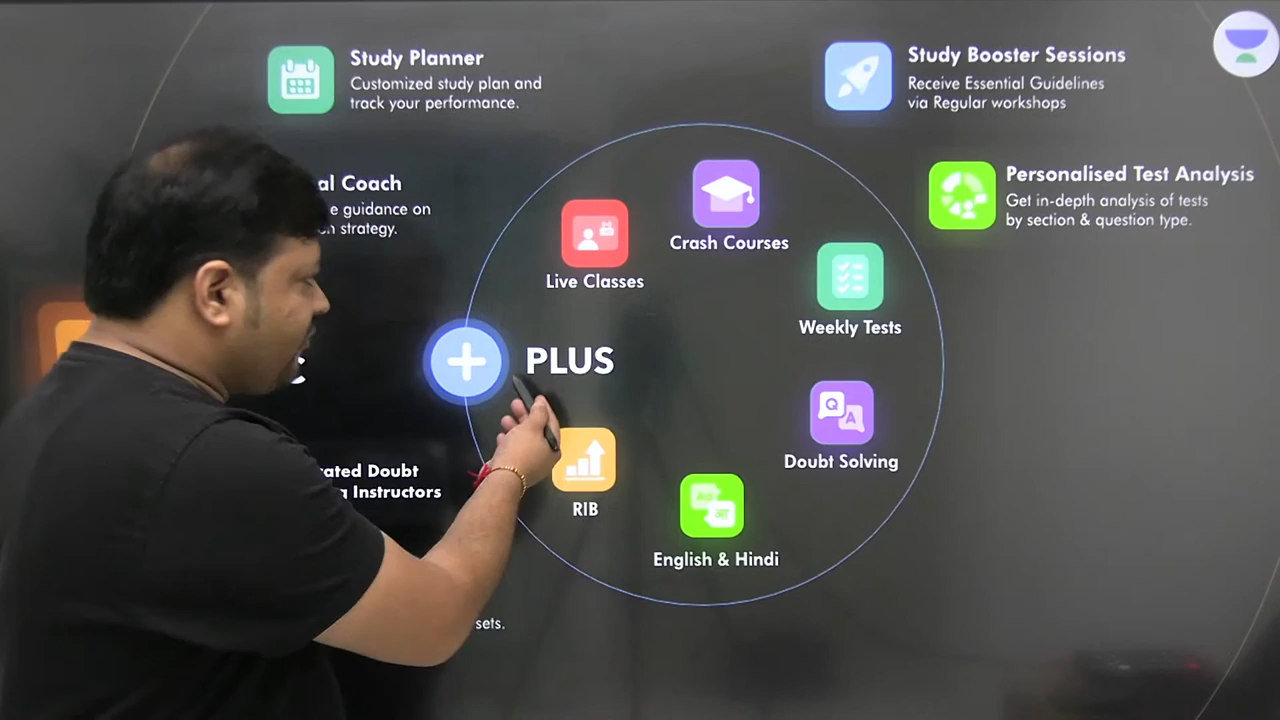 Study Planner
Customized study plan and
track your performance.
Study Booster Sessions
Receive Essential Guidelines
via Regular workshops
Personalised Test Analysis
Get in-depth analysis of tests
by section & question type.
Coach
guidance on
strategy.
Live Classes
Crash Courses
Weekly Tests
PLUS
Q
A
Doubt Solving
Doubt
Instructors
RIB
आ
English & Hindi
sets.